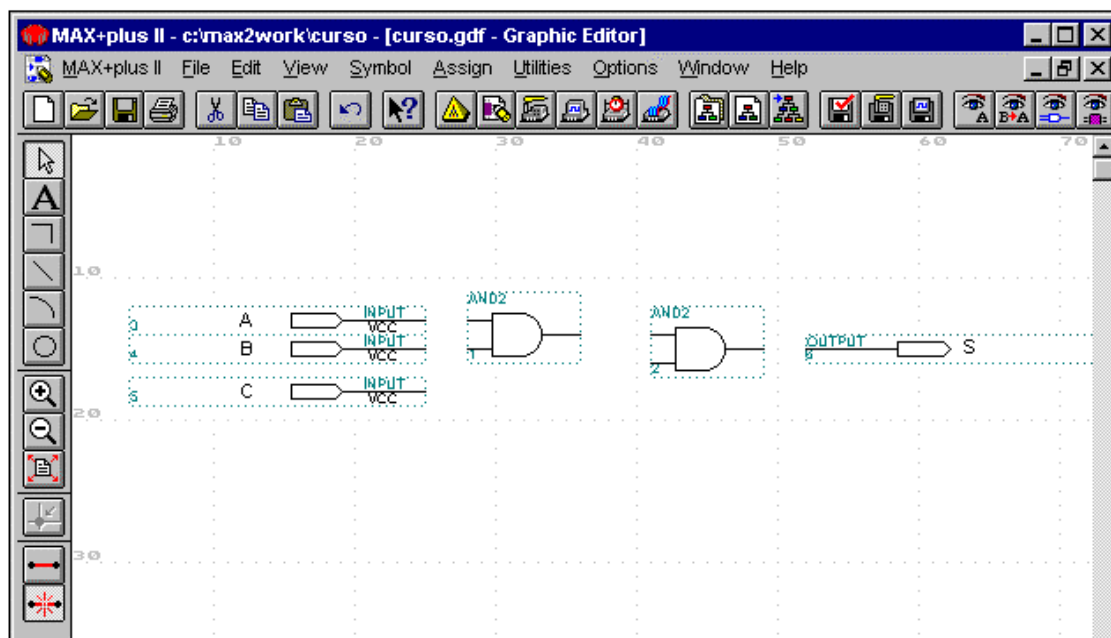 MAX+plus II - c:\max2work\curso - [curso.gdf - Graphic Editor]
MAX+plus II File Edit View Symbol Assign Utilities Options Window Help
A B+A
A
10 20 30 40 50 60 70
10
AND2
INPUT
3 A VCC
AND2
INPUT
4 B VCC
1
OUTPUT
6 S
2
INPUT
5 C VCC
20
30